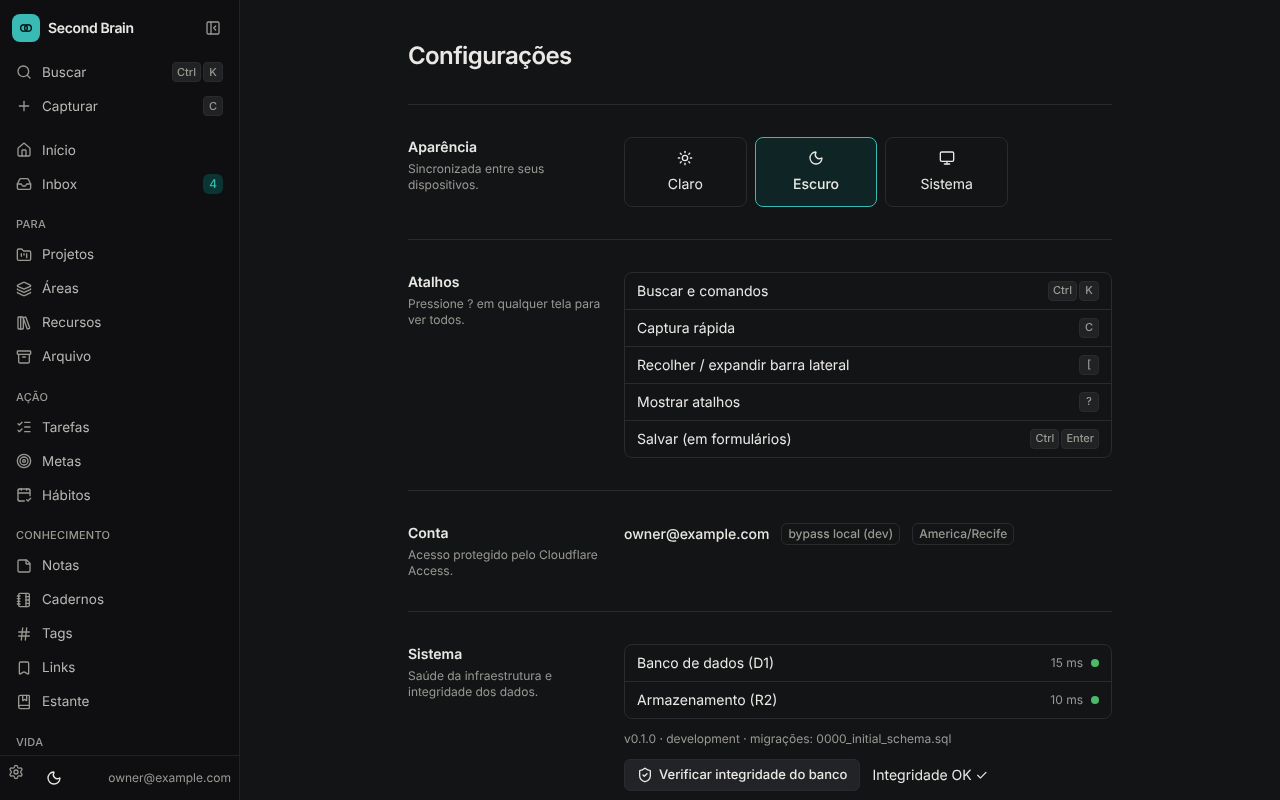 Second Brain
Buscar Ctrl K
Capturar C
Início
Inbox 4
PARA
Projetos
Áreas
Recursos
Arquivo
AÇÃO
Tarefas
Metas
Hábitos
CONHECIMENTO
Notas
Cadernos
Tags
Links
Estante
VIDA
owner@example.com
Configurações
Aparência
Sincronizada entre seus
dispositivos.
Claro
Escuro
Sistema
Atalhos
Pressione ? em qualquer tela para
ver todos.
Buscar e comandos Ctrl K
Captura rápida C
Recolher / expandir barra lateral [
Mostrar atalhos ?
Salvar (em formulários) Ctrl Enter
Conta
Acesso protegido pelo Cloudflare
Access.
owner@example.com bypass local (dev) America/Recife
Sistema
Saúde da infraestrutura e
integridade dos dados.
Banco de dados (D1) 15 ms
Armazenamento (R2) 10 ms
v0.1.0 · development · migrações: 0000_initial_schema.sql
Verificar integridade do banco Integridade OK ✓